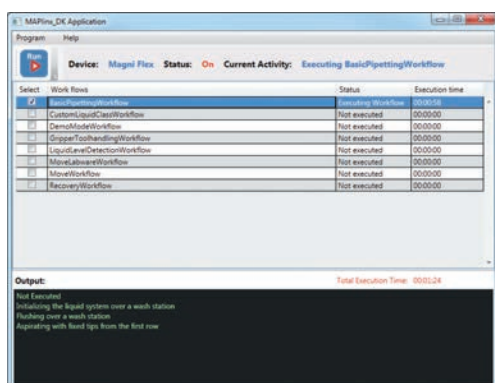 MAPlinx_DK Application
Program Help
Run
Device: Magni Flex Status: On Current Activity: Executing BasicPipettingWorkflow
Select Work flows Status Execution time
BasicPipettingWorkflow Executing Workflow 00:00:58
CustomLiquidClassWorkflow Not executed 00:00:00
DemoModeWorkflow Not executed 00:00:00
GripperToolhandlingWorkflow Not executed 00:00:00
LiquidLevelDetectionWorkflow Not executed 00:00:00
MoveLabwareWorkflow Not executed 00:00:00
MoveWorkflow Not executed 00:00:00
RecoveryWorkflow Not executed 00:00:00
Output: Total Execution Time: 00:01:24
Not Executed
Initializing the liquid system over a wash station
Flushing over a wash station
Aspirating with fixed tips from the first row